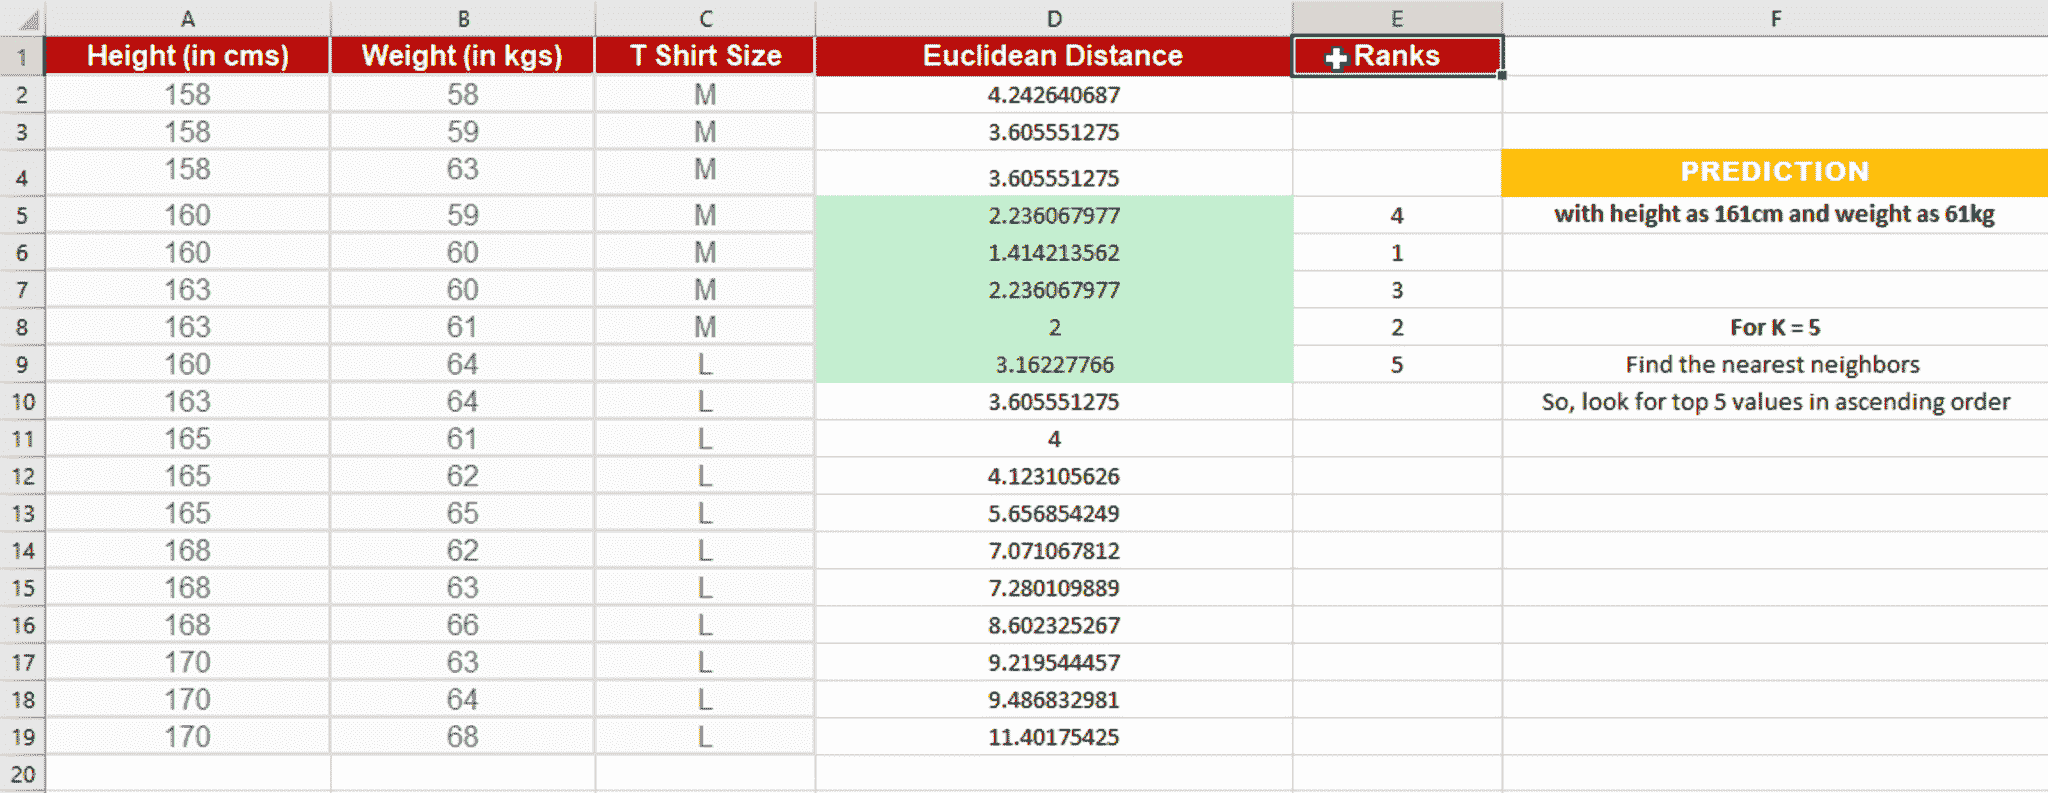 A B C D E F
1 Height (in cms) Weight (in kgs) T Shirt Size Euclidean Distance Ranks
2 158 58 M 4.242640687
3 158 59 M 3.605551275
4 158 63 M 3.605551275 PREDICTION
5 160 59 M 2.236067977 4 with height as 161cm and weight as 61kg
6 160 60 M 1.414213562 1
7 163 60 M 2.236067977 3
8 163 61 M 2 2 For K = 5
9 160 64 L 3.16227766 5 Find the nearest neighbors
10 163 64 L 3.605551275 So, look for top 5 values in ascending order
11 165 61 L 4
12 165 62 L 4.123105626
13 165 65 L 5.656854249
14 168 62 L 7.071067812
15 168 63 L 7.280109889
16 168 66 L 8.602325267
17 170 63 L 9.219544457
18 170 64 L 9.486832981
19 170 68 L 11.40175425
20